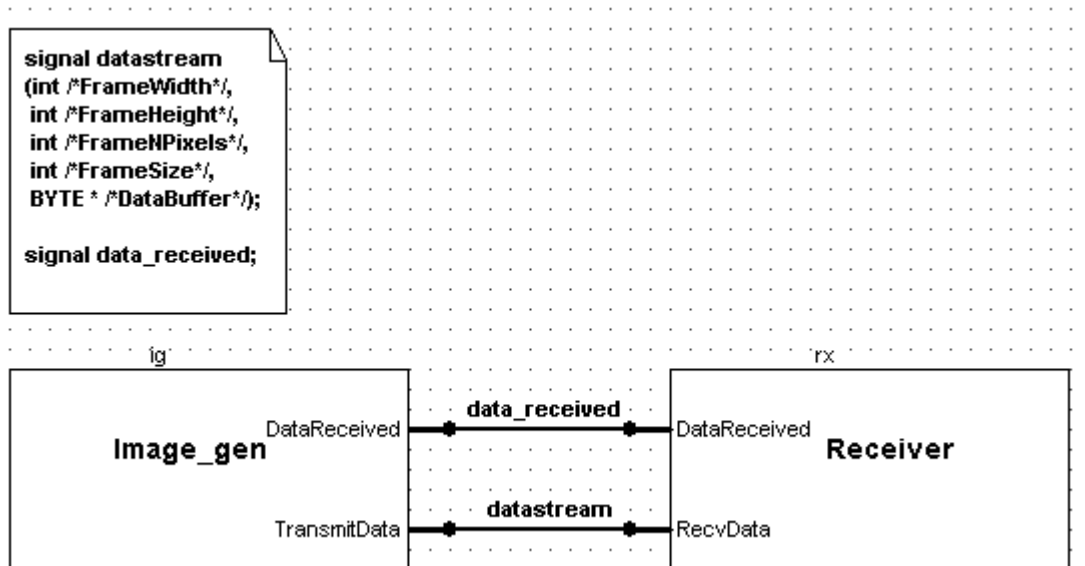 signal datastream
(int /*FrameWidth*/,
int /*FrameHeight*/,
int /*FrameNPixels*/,
int /*FrameSize*/,
BYTE * /*DataBuffer*/);
signal data_received;
ig
rx
data_received
DataReceived
DataReceived
Image_gen
Receiver
datastream
TransmitData
RecvData